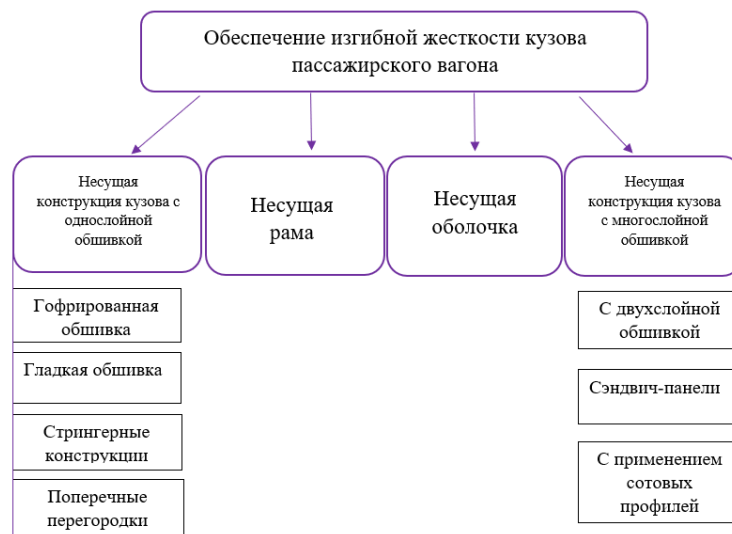 Обеспечение изгибной жесткости кузова
пассажирского вагона
Несущая
конструкция кузова с
однослойной
обшивкой
Несущая
рама
Несущая
оболочка
Несущая
конструкция кузова
с многослойной
обшивкой
Гофрированная
обшивка
Гладкая обшивка
Стрингерные
конструкции
Поперечные
перегородки
С двухслойной
обшивкой
Сэндвич-панели
С применением
сотовых
профилей